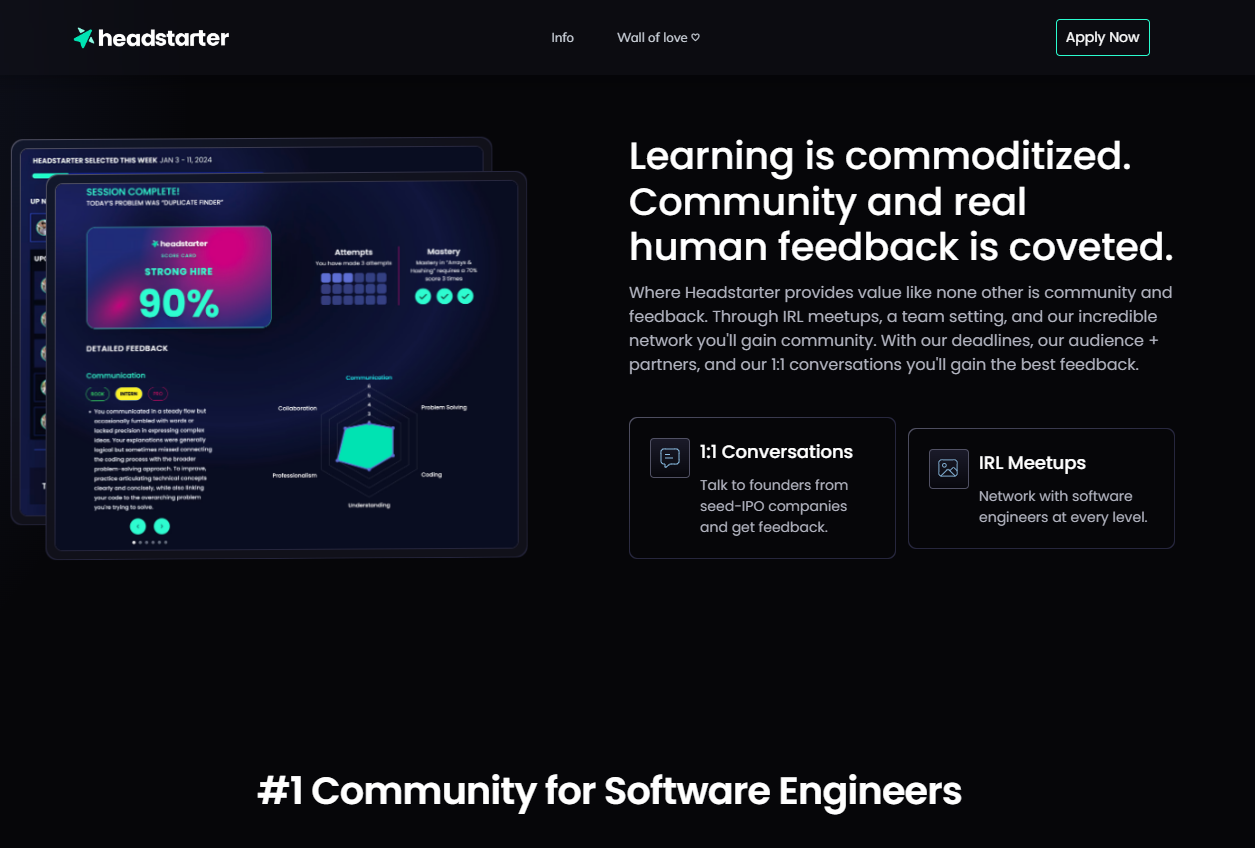 headstarter
Info
Wall of love ♡
Apply Now
HEADSTARTER SELECTED THIS WEEK JAN 3 - 11, 2024
UP N
UPC
T
SESSION COMPLETE!
TODAY'S PROBLEM WAS "DUPLICATE FINDER"
headstarter
SCORE CARD
STRONG HIRE
90%
Attempts
You have made 3 attempts
Mastery
Mastery in "Arrays &
Hashing" requires a 70%
score 3 times
DETAILED FEEDBACK
Communication
ROOK
INTERN
PRO
• You communicated in a steady flow but
occasionally fumbled with words or
lacked precision in expressing complex
ideas. Your explanations were generally
logical but sometimes missed connecting
the coding process with the broader
problem-solving approach. To improve,
practice articulating technical concepts
clearly and concisely, while also linking
your code to the overarching problem
you're trying to solve.
Communication
6
5
4
3
Collaboration
Problem Solving
Professionalism
Coding
Understanding
Learning is commoditized.
Community and real
human feedback is coveted.
Where Headstarter provides value like none other is community and
feedback. Through IRL meetups, a team setting, and our incredible
network you'll gain community. With our deadlines, our audience +
partners, and our 1:1 conversations you'll gain the best feedback.
1:1 Conversations
Talk to founders from
seed-IPO companies
and get feedback.
IRL Meetups
Network with software
engineers at every level.
#1 Community for Software Engineers